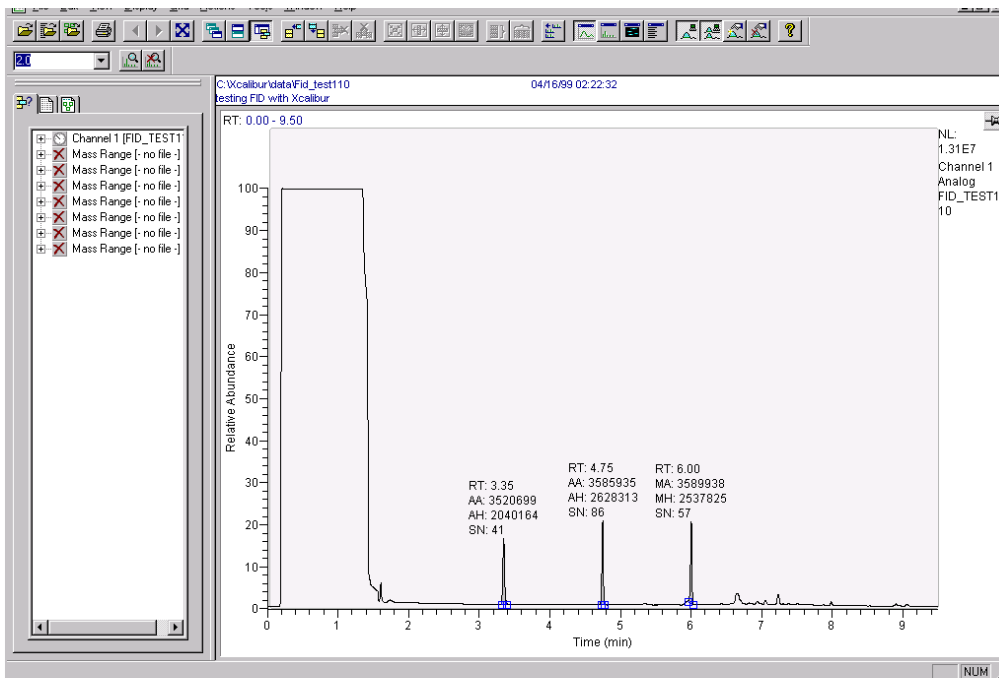 2.0
C:\Xcalibur\data\Fid_test110 04/16/99 02:22:32
testing FID with Xcalibur
Channel 1 [FID_TEST1
Mass Range [- no file -]
Mass Range [- no file -]
Mass Range [- no file -]
Mass Range [- no file -]
Mass Range [- no file -]
Mass Range [- no file -]
Mass Range [- no file -]
RT: 0.00 - 9.50
NL:
1.31E7
Channel 1
Analog
FID_TEST1
10
100
90
80
70
60
50
40
30
20
10
0
Relative Abundance
RT: 3.35
AA: 3520699
AH: 2040164
SN: 41
RT: 4.75
AA: 3585935
AH: 2628313
SN: 86
RT: 6.00
MA: 3589938
MH: 2537825
SN: 57
0 1 2 3 4 5 6 7 8 9
Time (min)
NUM